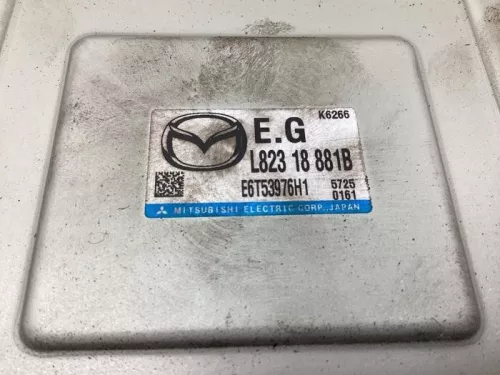 K6266
E.G
L823 18 881B
E6T53976H1 5725
0161
MITSUBISHI ELECTRIC CORP., JAPAN